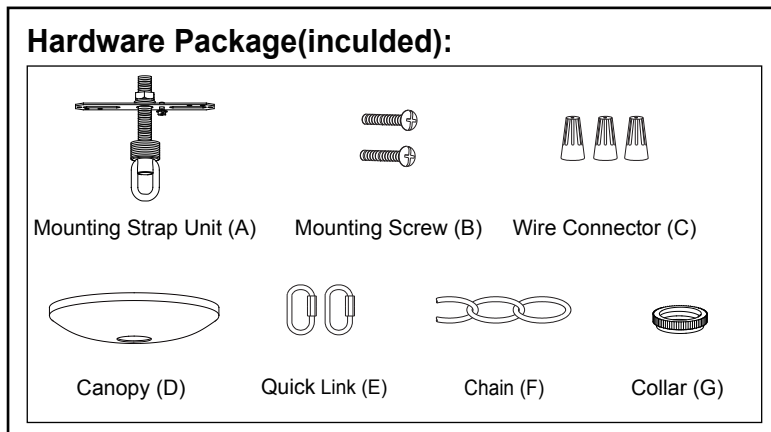 Hardware Package(inculded):
Mounting Strap Unit (A) Mounting Screw (B) Wire Connector (C)
Canopy (D) Quick Link (E) Chain (F) Collar (G)